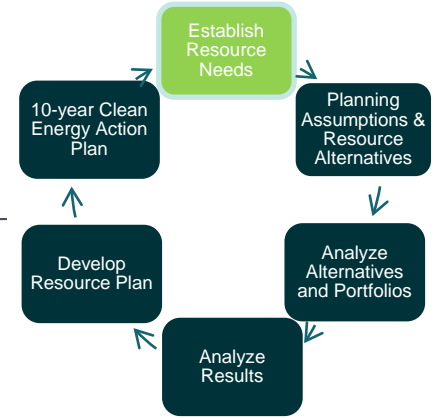 Establish
Resource
Needs
Planning
Assumptions &
Resource
Alternatives
Analyze
Alternatives
and Portfolios
Analyze
Results
Develop
Resource Plan
10-year Clean
Energy Action
Plan